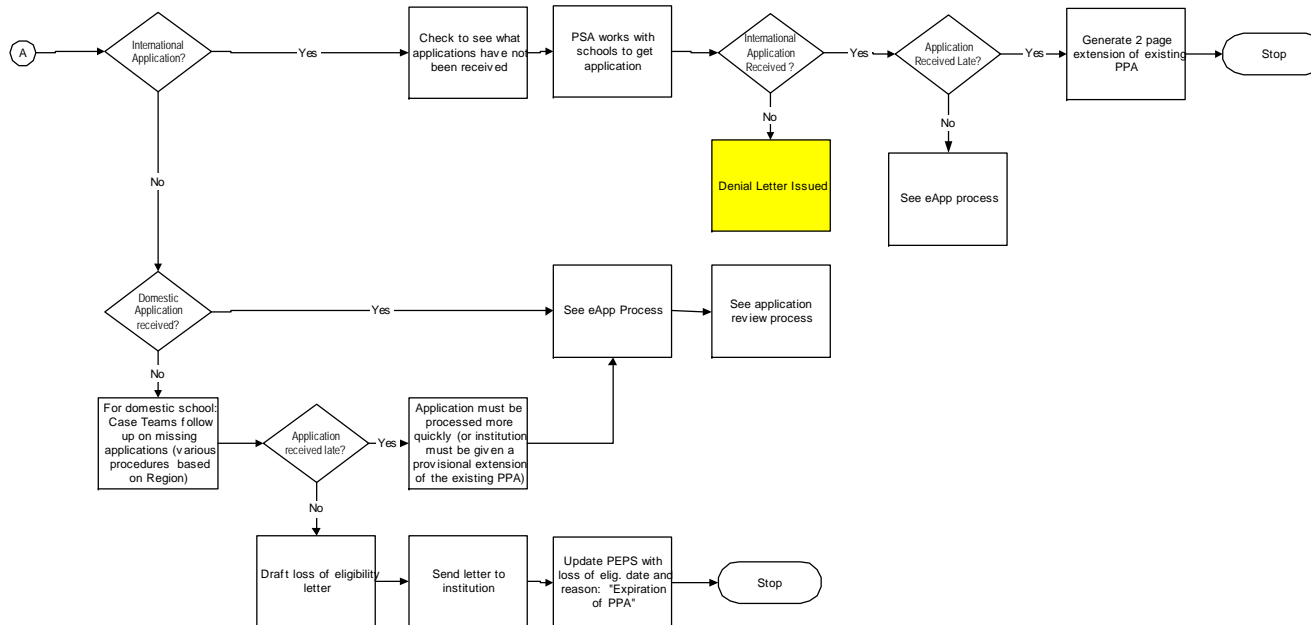 A
International
Application?
Yes
Check to see what
applications have not
been received
PSA works with
schools to get
application
International
Application
Received ?
Yes
Application
Received Late?
Yes
Generate 2 page
extension of existing
PPA
Stop
No
Denial Letter Issued
No
See eApp process
No
Domestic
Application
received?
Yes
See eApp Process
See application
review process
No
For domestic school:
Case Teams follow
up on missing
applications (various
procedures based
on Region)
Application
received late?
Yes
Application must be
processed more
quickly (or institution
must be given a
provisional extension
of the existing PPA)
No
Draft loss of eligibility
letter
Send letter to
institution
Update PEPS with
loss of elig. date and
reason: "Expiration
of PPA"
Stop